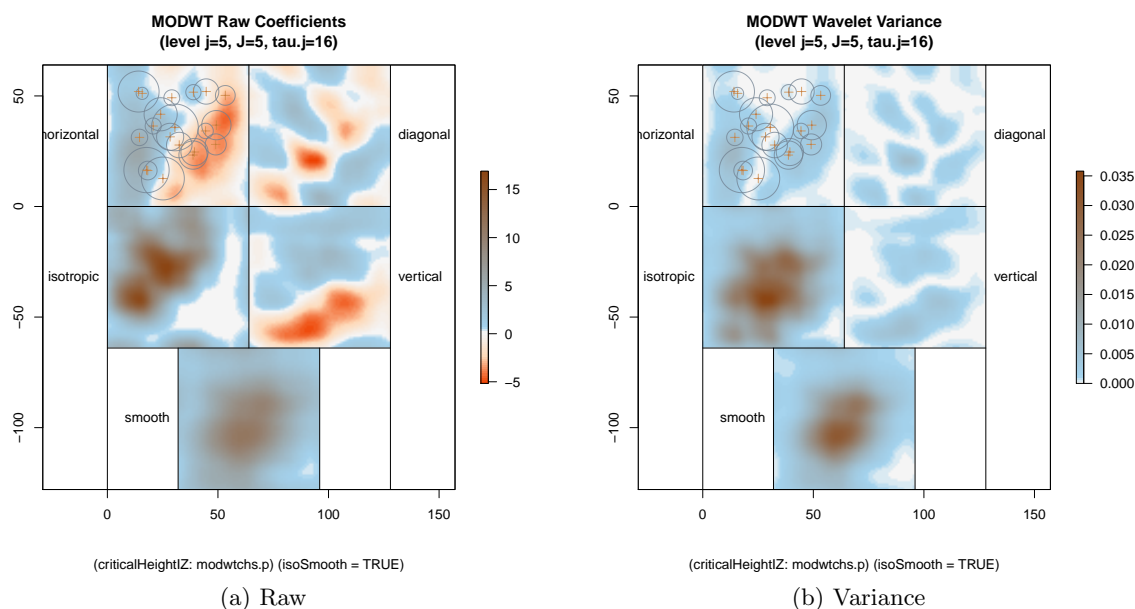 MODWT Raw Coefficients
(level j=5, J=5, tau.j=16)
50
0
−50
−100
horizontal
diagonal
isotropic
vertical
smooth
0
50
100
150
15
10
5
0
−5
(criticalHeightIZ: modwtchs.p) (isoSmooth = TRUE)
(a) Raw
MODWT Wavelet Variance
(level j=5, J=5, tau.j=16)
50
0
−50
−100
horizontal
diagonal
isotropic
vertical
smooth
0
50
100
150
0.035
0.030
0.025
0.020
0.015
0.010
0.005
0.000
(criticalHeightIZ: modwtchs.p) (isoSmooth = TRUE)
(b) Variance